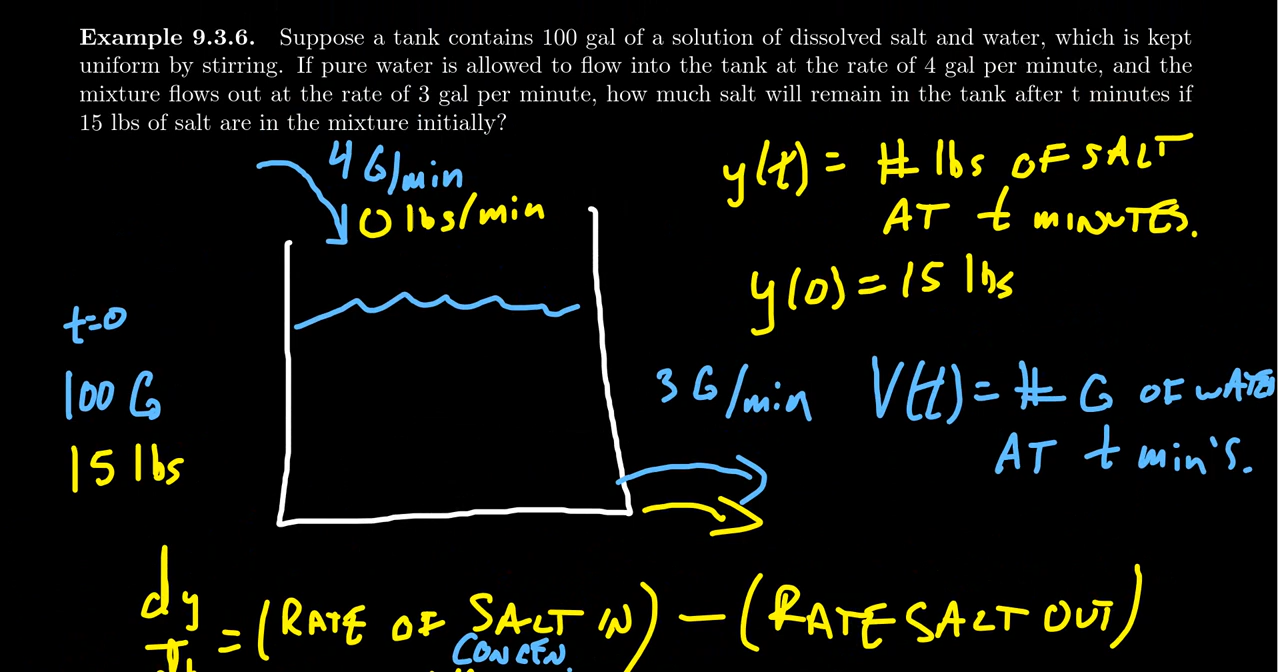 Example 9.3.6. Suppose a tank contains 100 gal of a solution of dissolved salt and water, which is kept
uniform by stirring. If pure water is allowed to flow into the tank at the rate of 4 gal per minute, and the
mixture flows out at the rate of 3 gal per minute, how much salt will remain in the tank after t minutes if
15 lbs of salt are in the mixture initially?
4 G/min
0 lbs/min
y(t) = # lbs OF SALT
AT t MINUTES.
y(0) = 15 lbs
t=0
100 G
15 lbs
3 G/min
V(t) = # G OF WATER
AT t min's.
dy
= (RATE OF SALT IN) - (RATE SALT OUT)
CONCEN.